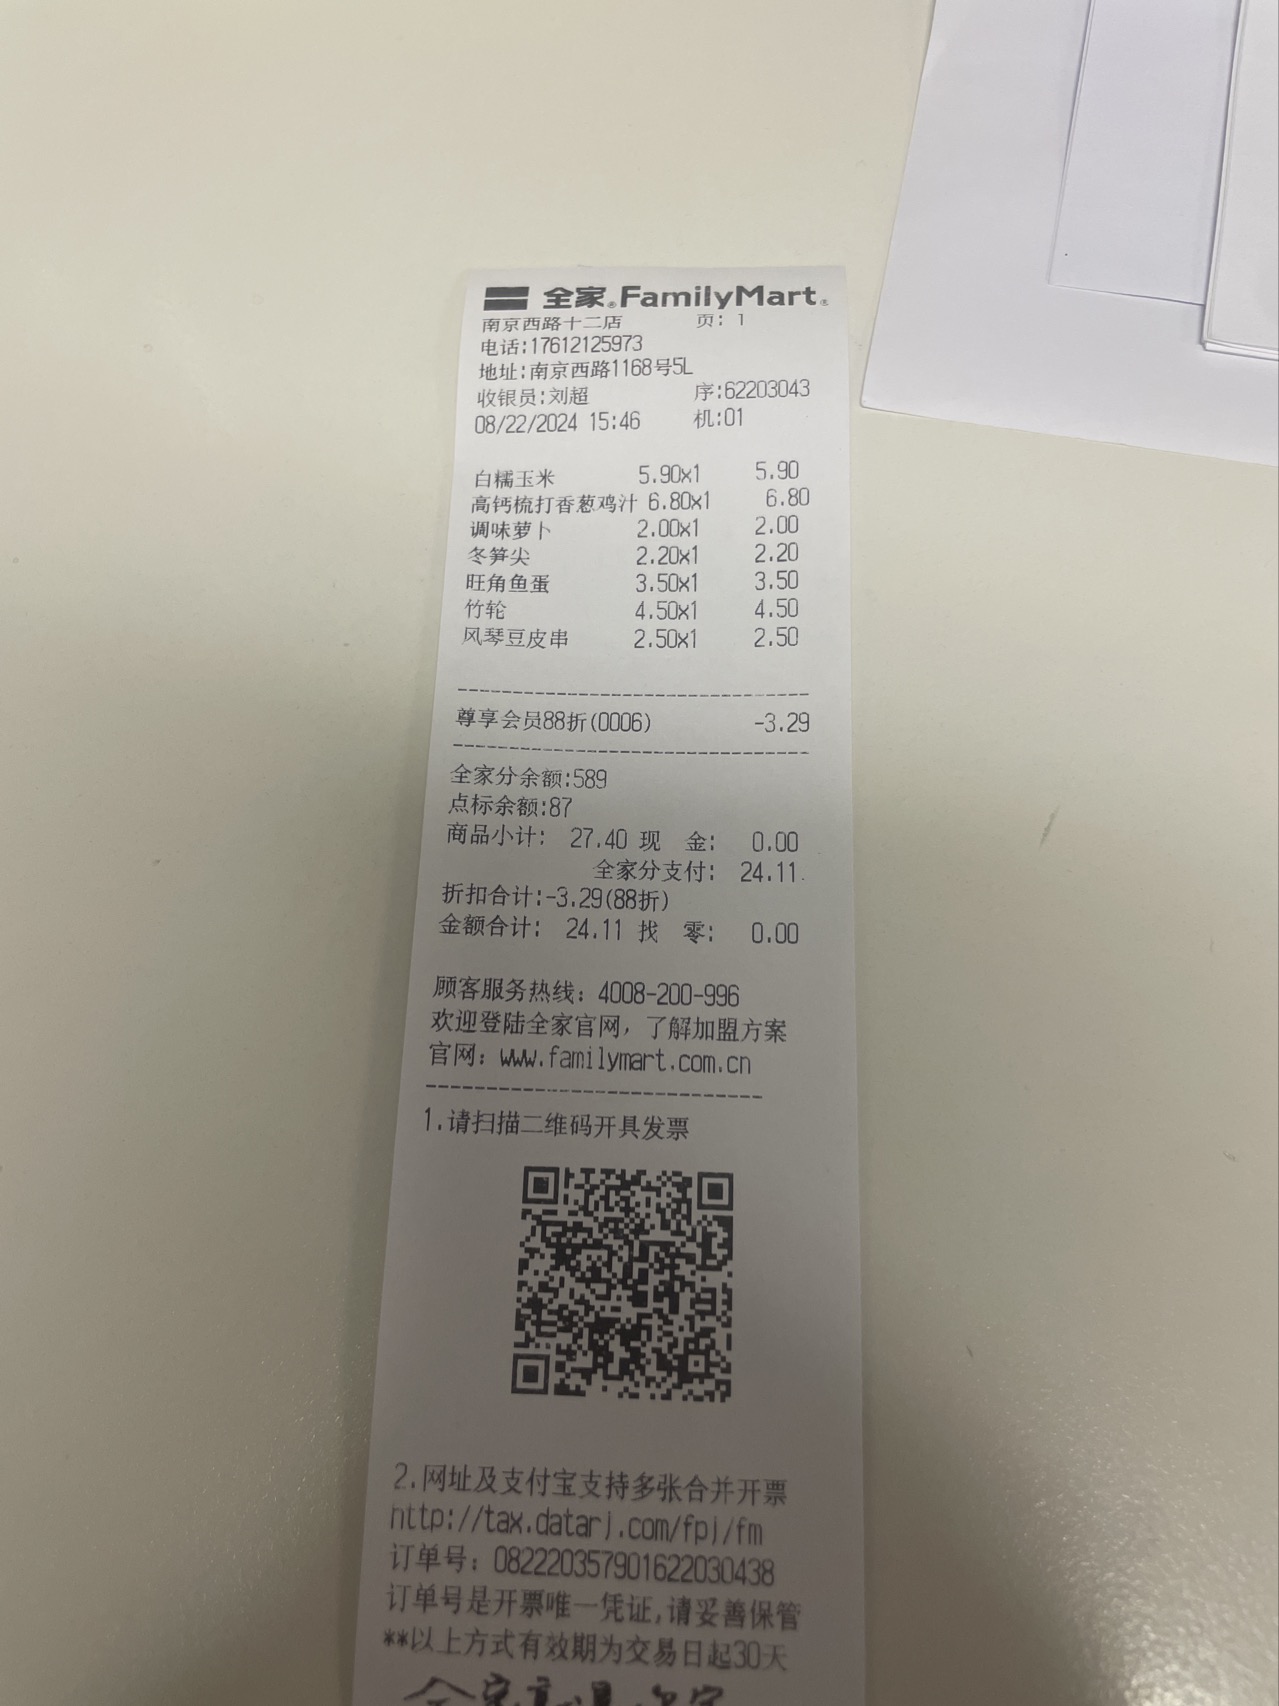 全家®FamilyMart®
南京西路十二店 页: 1
电话:17612125973
地址:南京西路1168号5L
收银员:刘超 序:62203043
08/22/2024 15:46 机:01
白糯玉米 5.90x1 5.90
高钙梳打香葱鸡汁 6.80x1 6.80
调味萝卜 2.00x1 2.00
冬笋尖 2.20x1 2.20
旺角鱼蛋 3.50x1 3.50
竹轮 4.50x1 4.50
风琴豆皮串 2.50x1 2.50
尊享会员88折(0006) -3.29
全家分余额:589
点标余额:87
商品小计: 27.40 现 金: 0.00
全家分支付: 24.11
折扣合计:-3.29(88折)
金额合计: 24.11 找 零: 0.00
顾客服务热线: 4008-200-996
欢迎登陆全家官网，了解加盟方案
官网: www.familymart.com.cn
1.请扫描二维码开具发票
2.网址及支付宝支持多张合并开票
http://tax.datarj.com/fpj/fm
订单号: 082220357901622030438
订单号是开票唯一凭证,请妥善保管
**以上方式有效期为交易日起30天